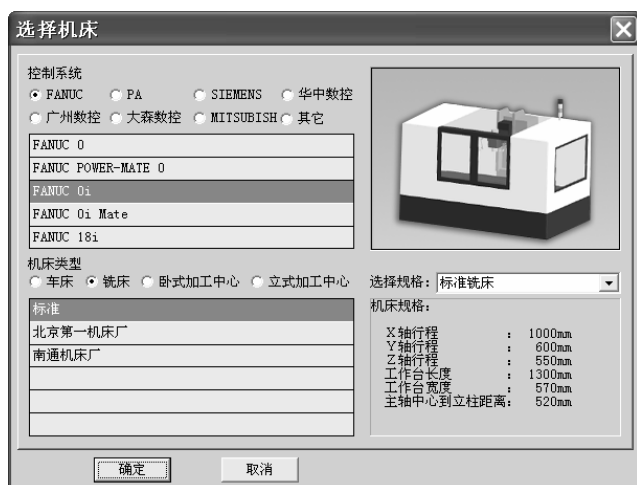 选择机床
控制系统
FANUC PA SIEMENS 华中数控
广州数控 大森数控 MITSUBISH 其它
FANUC 0
FANUC POWER-MATE 0
FANUC 0i
FANUC 0i Mate
FANUC 18i
机床类型
车床 铣床 卧式加工中心 立式加工中心
标准
北京第一机床厂
南通机床厂
选择规格: 标准铣床
机床规格:
X轴行程 : 1000mm
Y轴行程 : 600mm
Z轴行程 : 550mm
工作台长度 : 1300mm
工作台宽度 : 570mm
主轴中心到立柱距离: 520mm
确定 取消